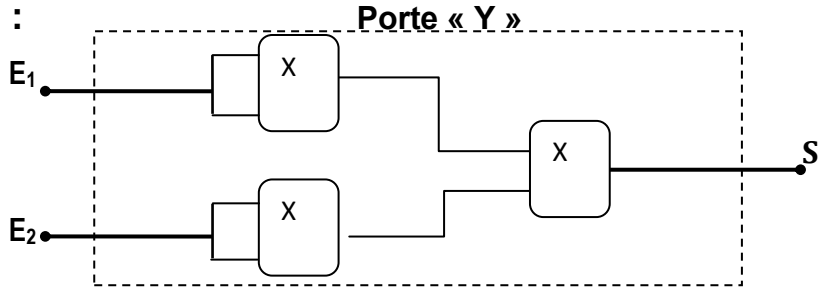 : Porte « Y »
X
E₁
X
S
X
E₂